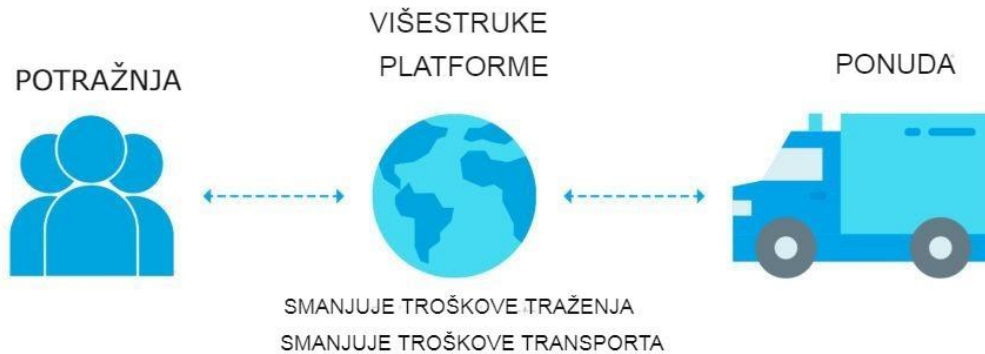 VIŠESTRUKE
PLATFORME
POTRAŽNJA
PONUDA
SMANJUJE TROŠKOVE TRAŽENJA
SMANJUJE TROŠKOVE TRANSPORTA